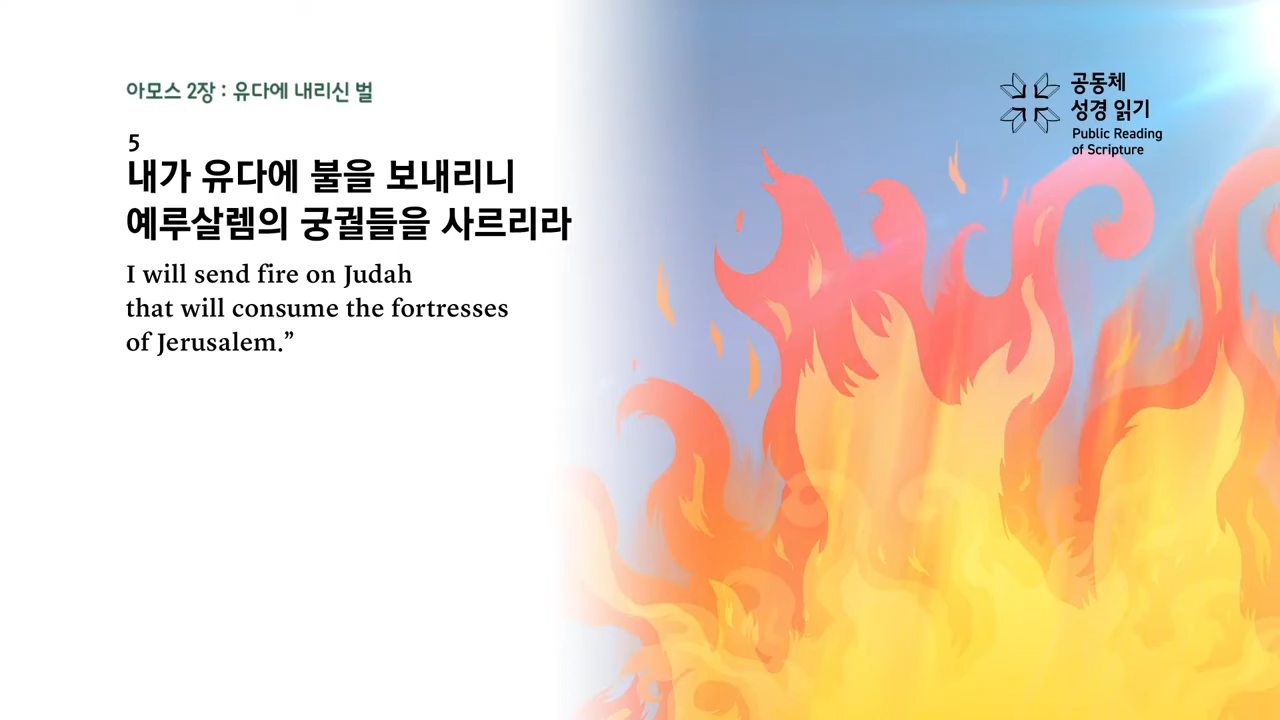 아모스 2장 : 유다에 내리신 벌
5
내가 유다에 불을 보내리니
예루살렘의 궁궐들을 사르리라
I will send fire on Judah
that will consume the fortresses
of Jerusalem.”
공동체
성경 읽기
Public Reading
of Scripture